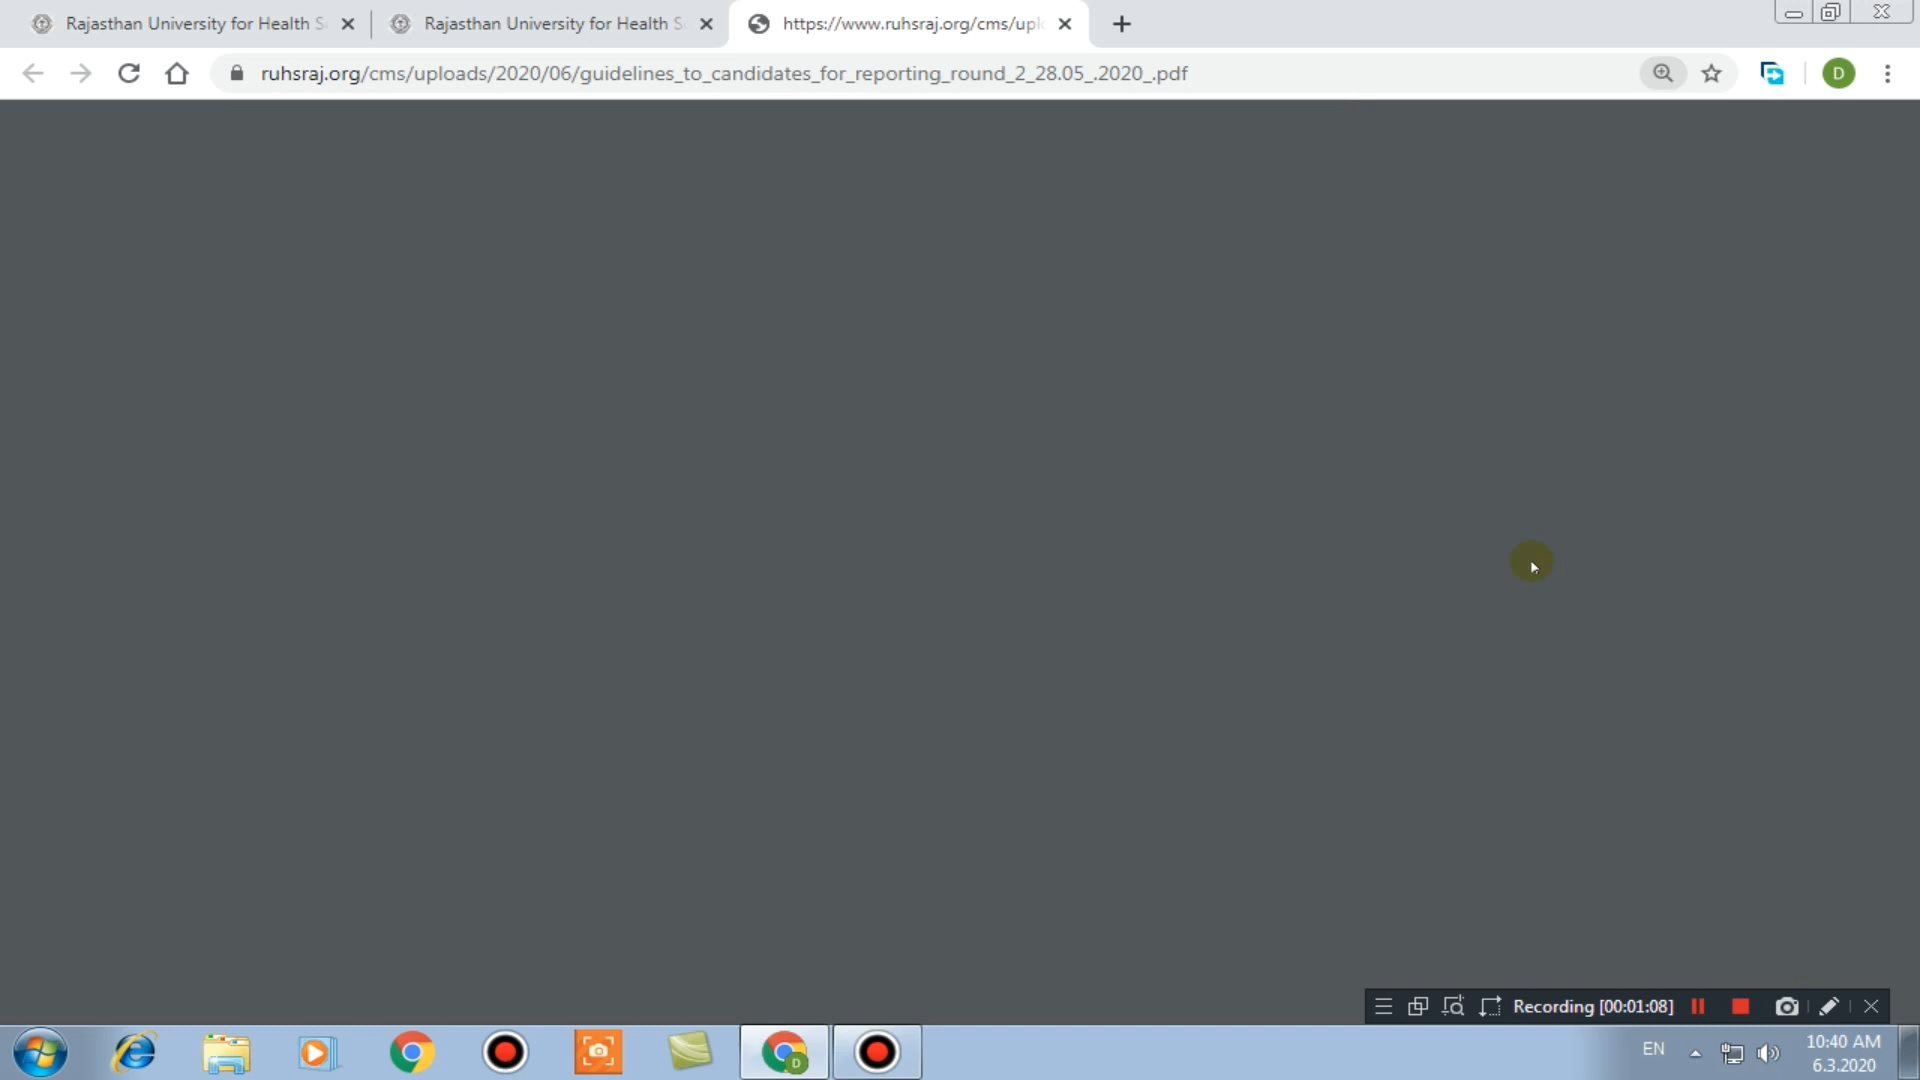 Rajasthan University for Health S
Rajasthan University for Health S
https://www.ruhsraj.org/cms/uplo
ruhsraj.org/cms/uploads/2020/06/guidelines_to_candidates_for_reporting_round_2_28.05_.2020_.pdf
D
Recording [00:01:08]
D
EN
10:40 AM
6.3.2020